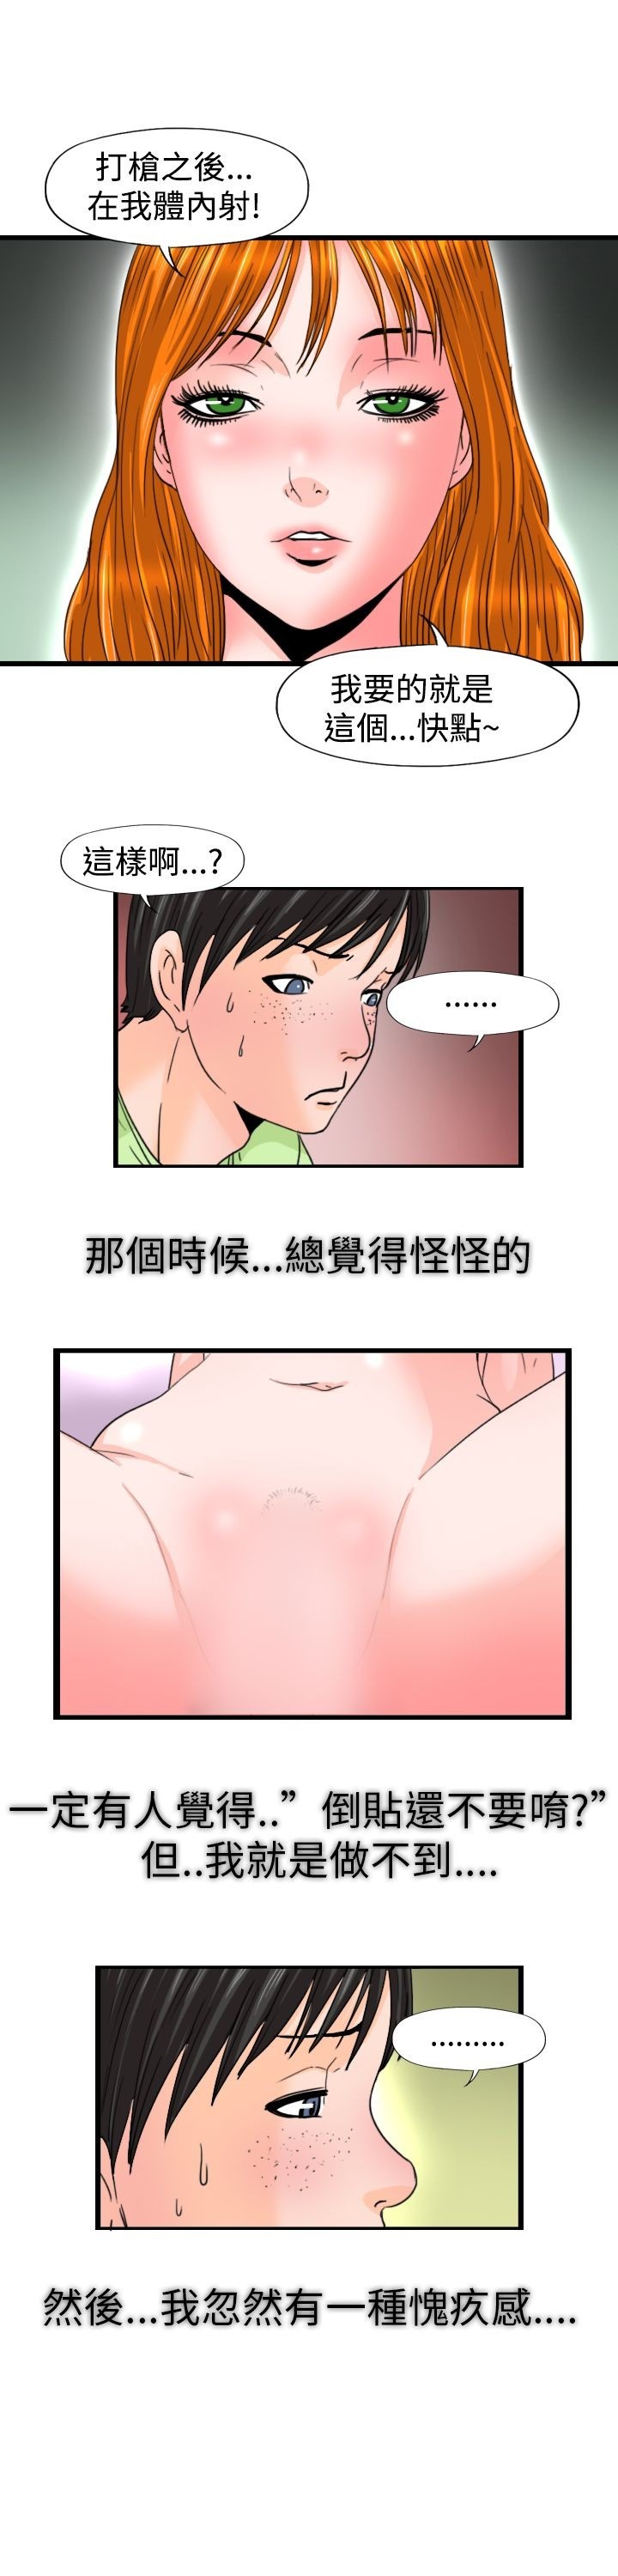 打槍之後...
在我體內射!
我要的就是
這個...快點~
這樣啊...?
......
那個時候...總覺得怪怪的
一定有人覺得..”倒貼還不要唷?”
但..我就是做不到....
.........
然後...我忽然有一種愧疚感....